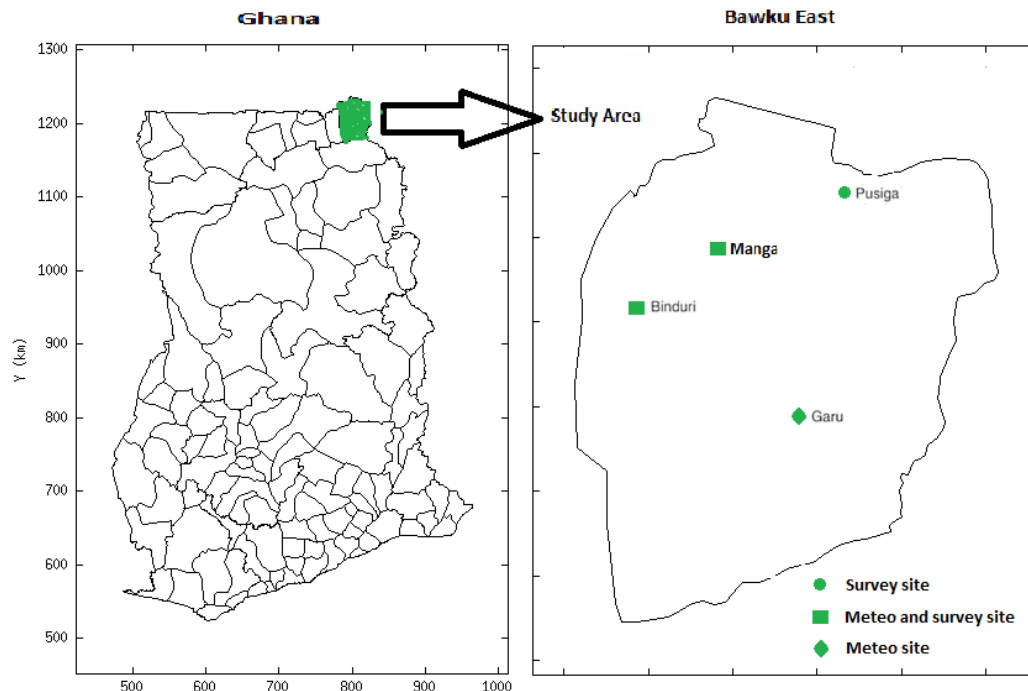 Ghana
Bawku East
1300
1200
1100
1000
900
800
700
600
500
Y (km)
500 600 700 800 900 1000
Study Area
Pusiga
Manga
Binduri
Garu
Survey site
Meteo and survey site
Meteo site